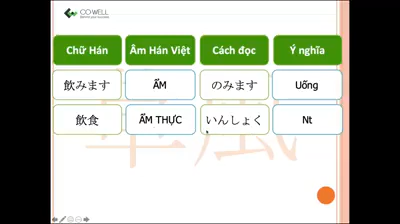 CO-WELL
Chữ Hán
Âm Hán Việt
Cách đọc
Ý nghĩa
飲みます
ẨM
のみます
Uống
飲食
ẨM THỰC
いんしょく
Nt